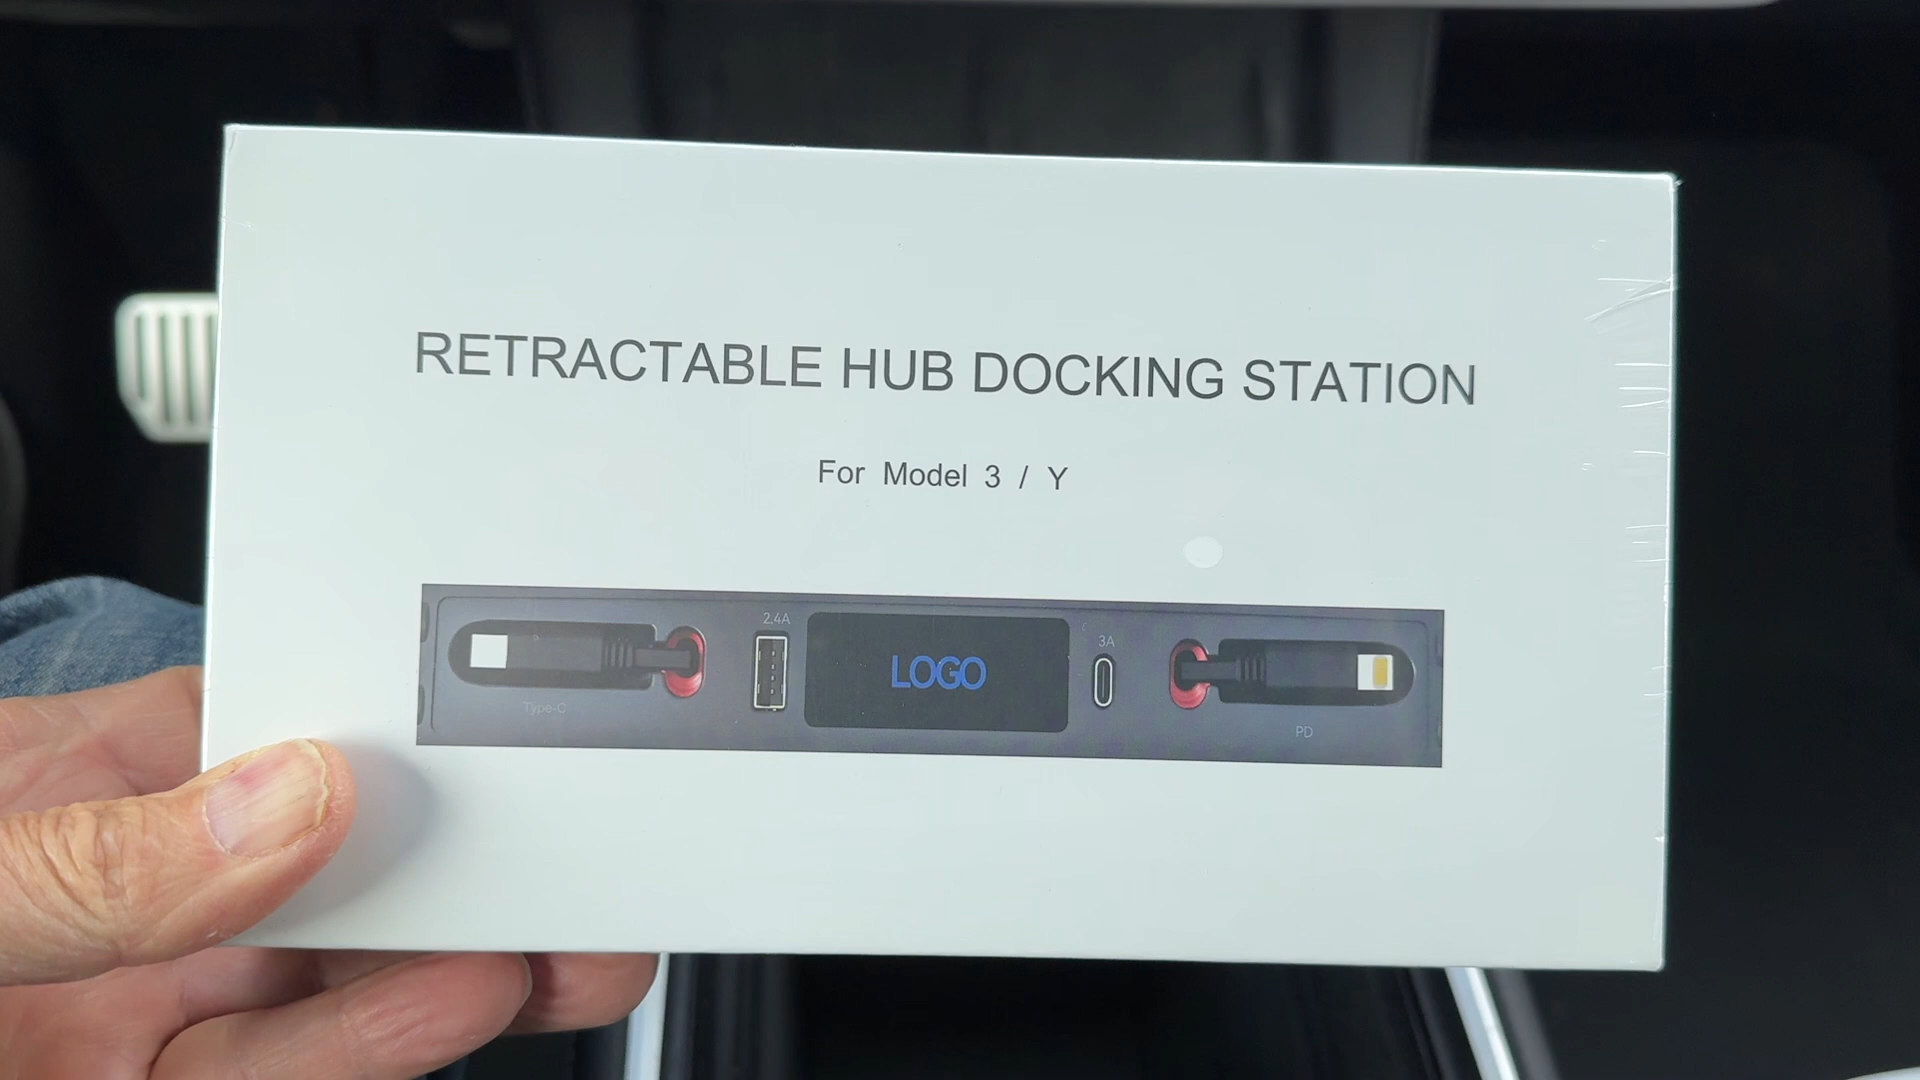 RETRACTABLE HUB DOCKING STATION
For Model 3 / Y
2.4A
LOGO
3A
Type-C
PD